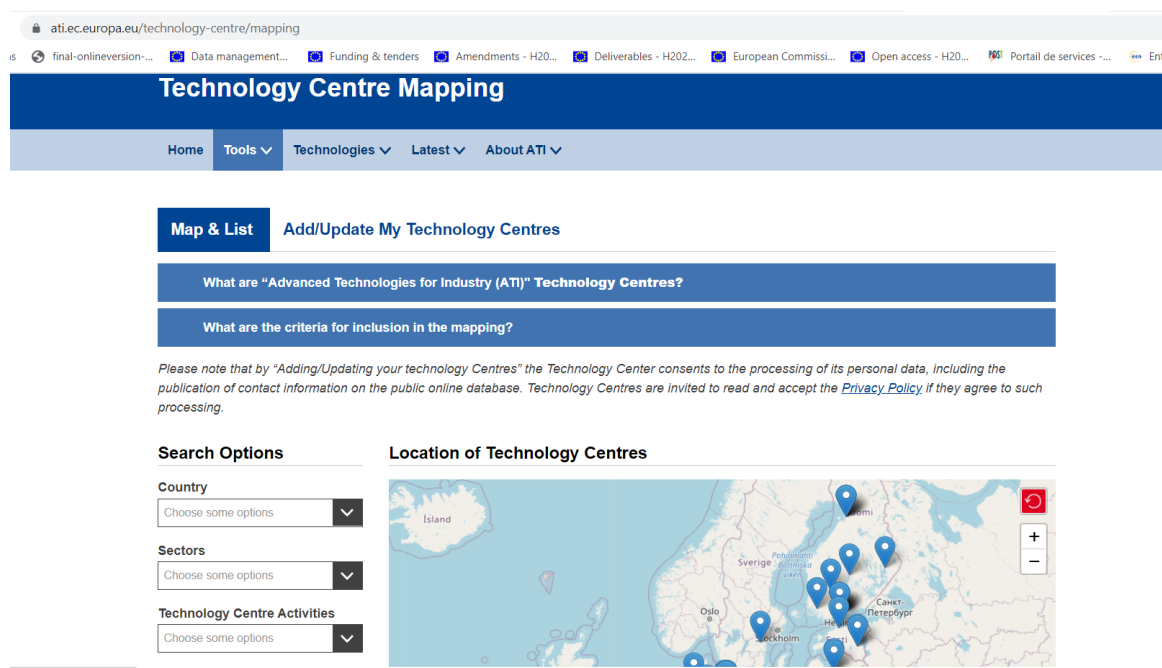 ati.ec.europa.eu/technology-centre/mapping
final-onlineversion-... Data management... Funding & tenders Amendments - H20... Deliverables - H202... European Commissi... Open access - H20... Portail de services -... Ent
Technology Centre Mapping
Home Tools Technologies Latest About ATI
Map & List Add/Update My Technology Centres
What are “Advanced Technologies for Industry (ATI)" Technology Centres?
What are the criteria for inclusion in the mapping?
Please note that by “Adding/Updating your technology Centres” the Technology Center consents to the processing of its personal data, including the
publication of contact information on the public online database. Technology Centres are invited to read and accept the Privacy Policy if they agree to such
processing.
Search Options
Country
Choose some options
Sectors
Choose some options
Technology Centre Activities
Choose some options
Location of Technology Centres
Ísland
Sverige
Pohjanlahti
Bottniska
viken
Oslo
Санкт-
Петербург
+
−